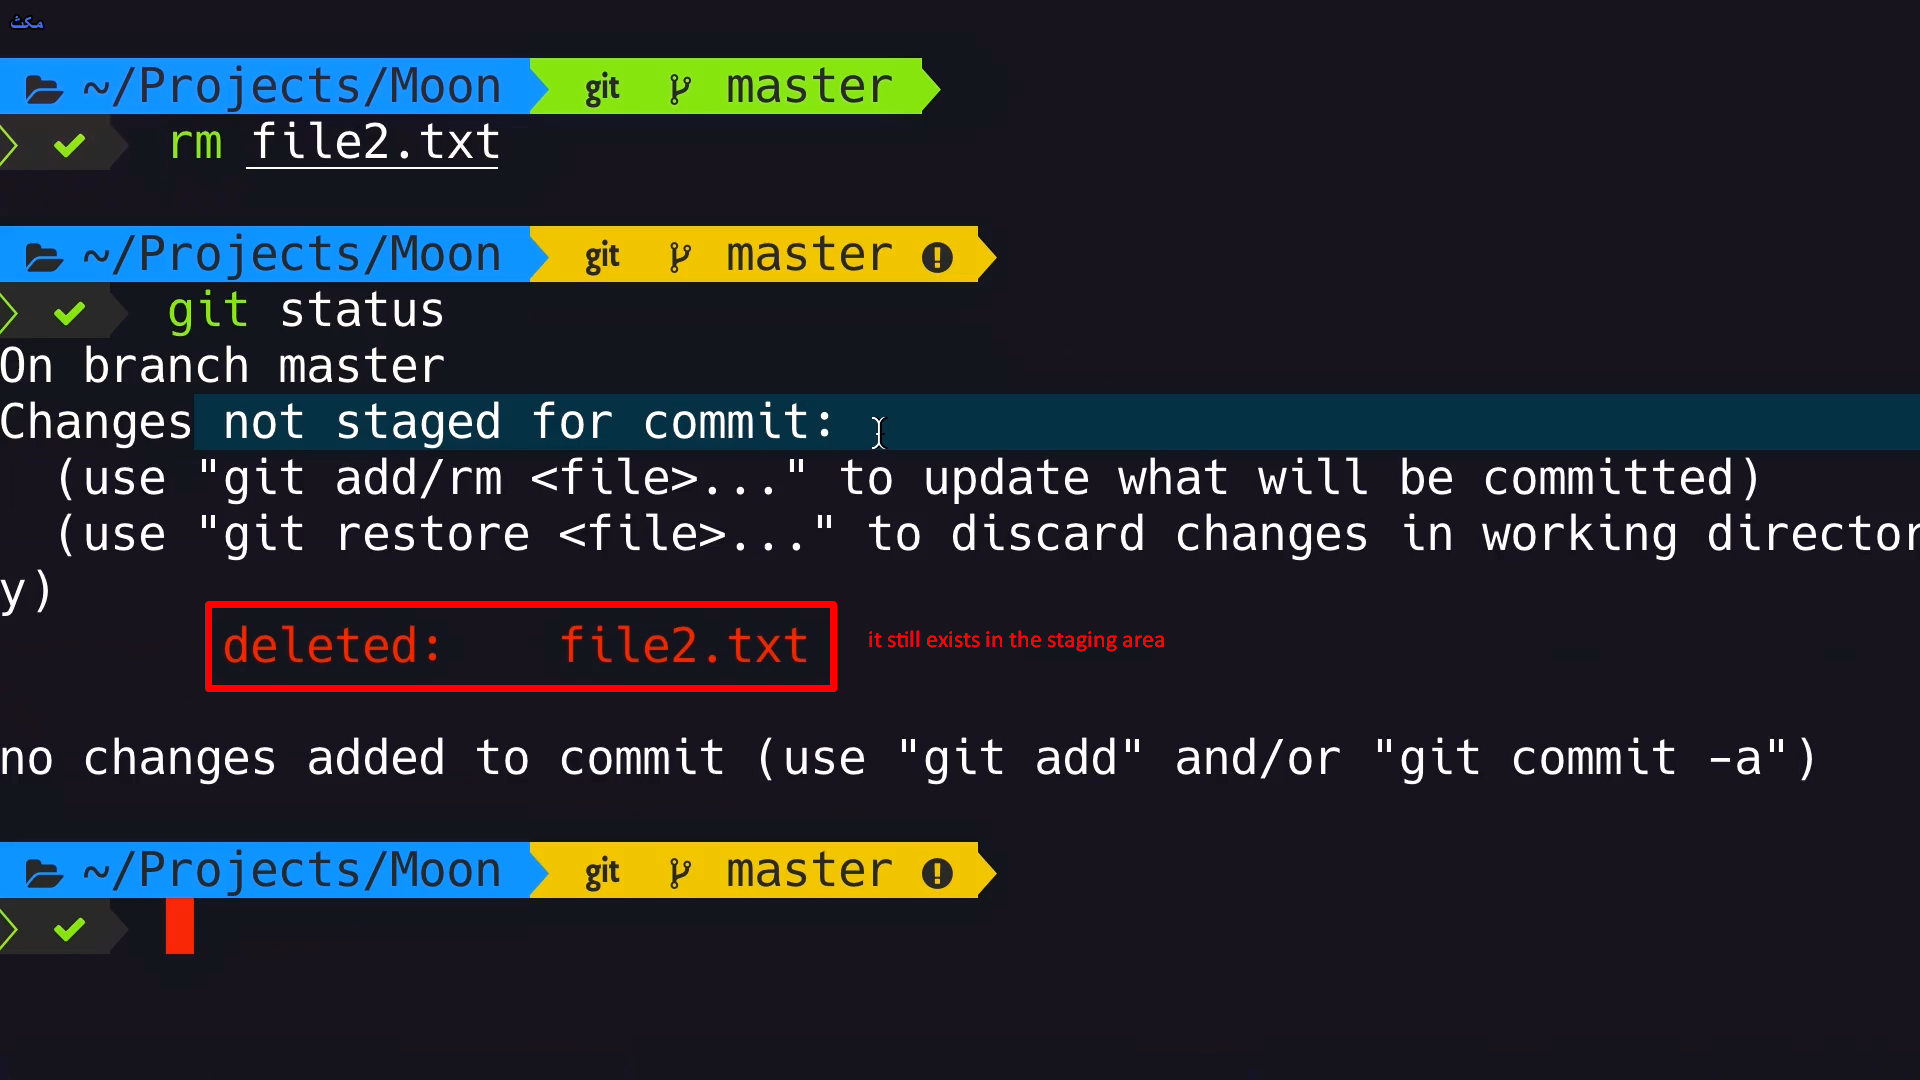 مكث
~/Projects/Moon git master
rm file2.txt
~/Projects/Moon git master
git status
On branch master
Changes not staged for commit:
(use "git add/rm <file>..." to update what will be committed)
(use "git restore <file>..." to discard changes in working director
y)
deleted: file2.txt
it still exists in the staging area
no changes added to commit (use "git add" and/or "git commit -a")
~/Projects/Moon git master